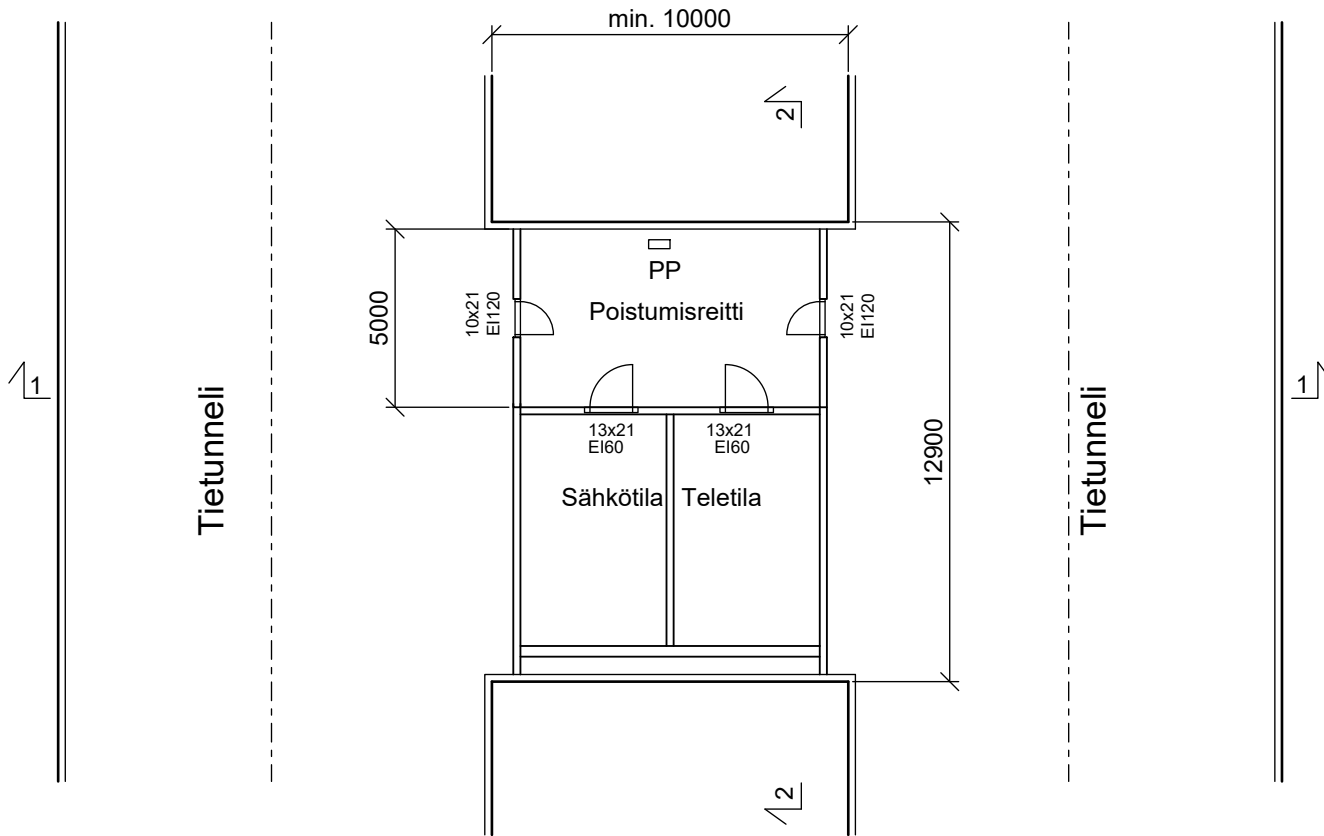 min. 10000
2
5000
10x21
EI120
PP
Poistumisreitti
10x21
EI120
1
1
13x21
EI60
13x21
EI60
12900
Tietunneli
Sähkötila
Teletila
Tietunneli
2